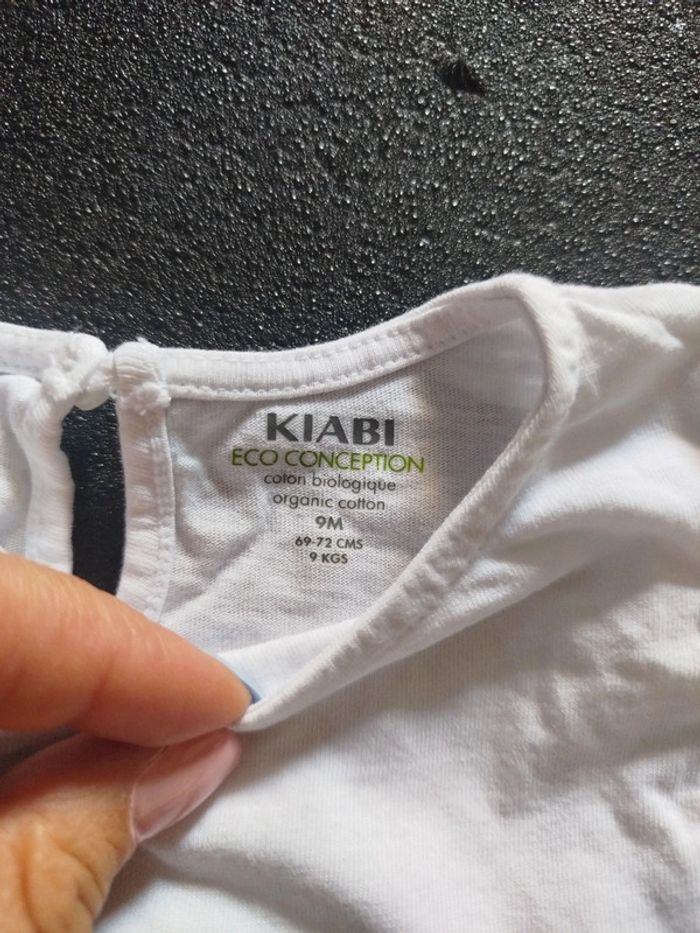 KIABI
ECO CONCEPTION
coton biologique
organic cotton
9M
69-72 CMS
9 KGS